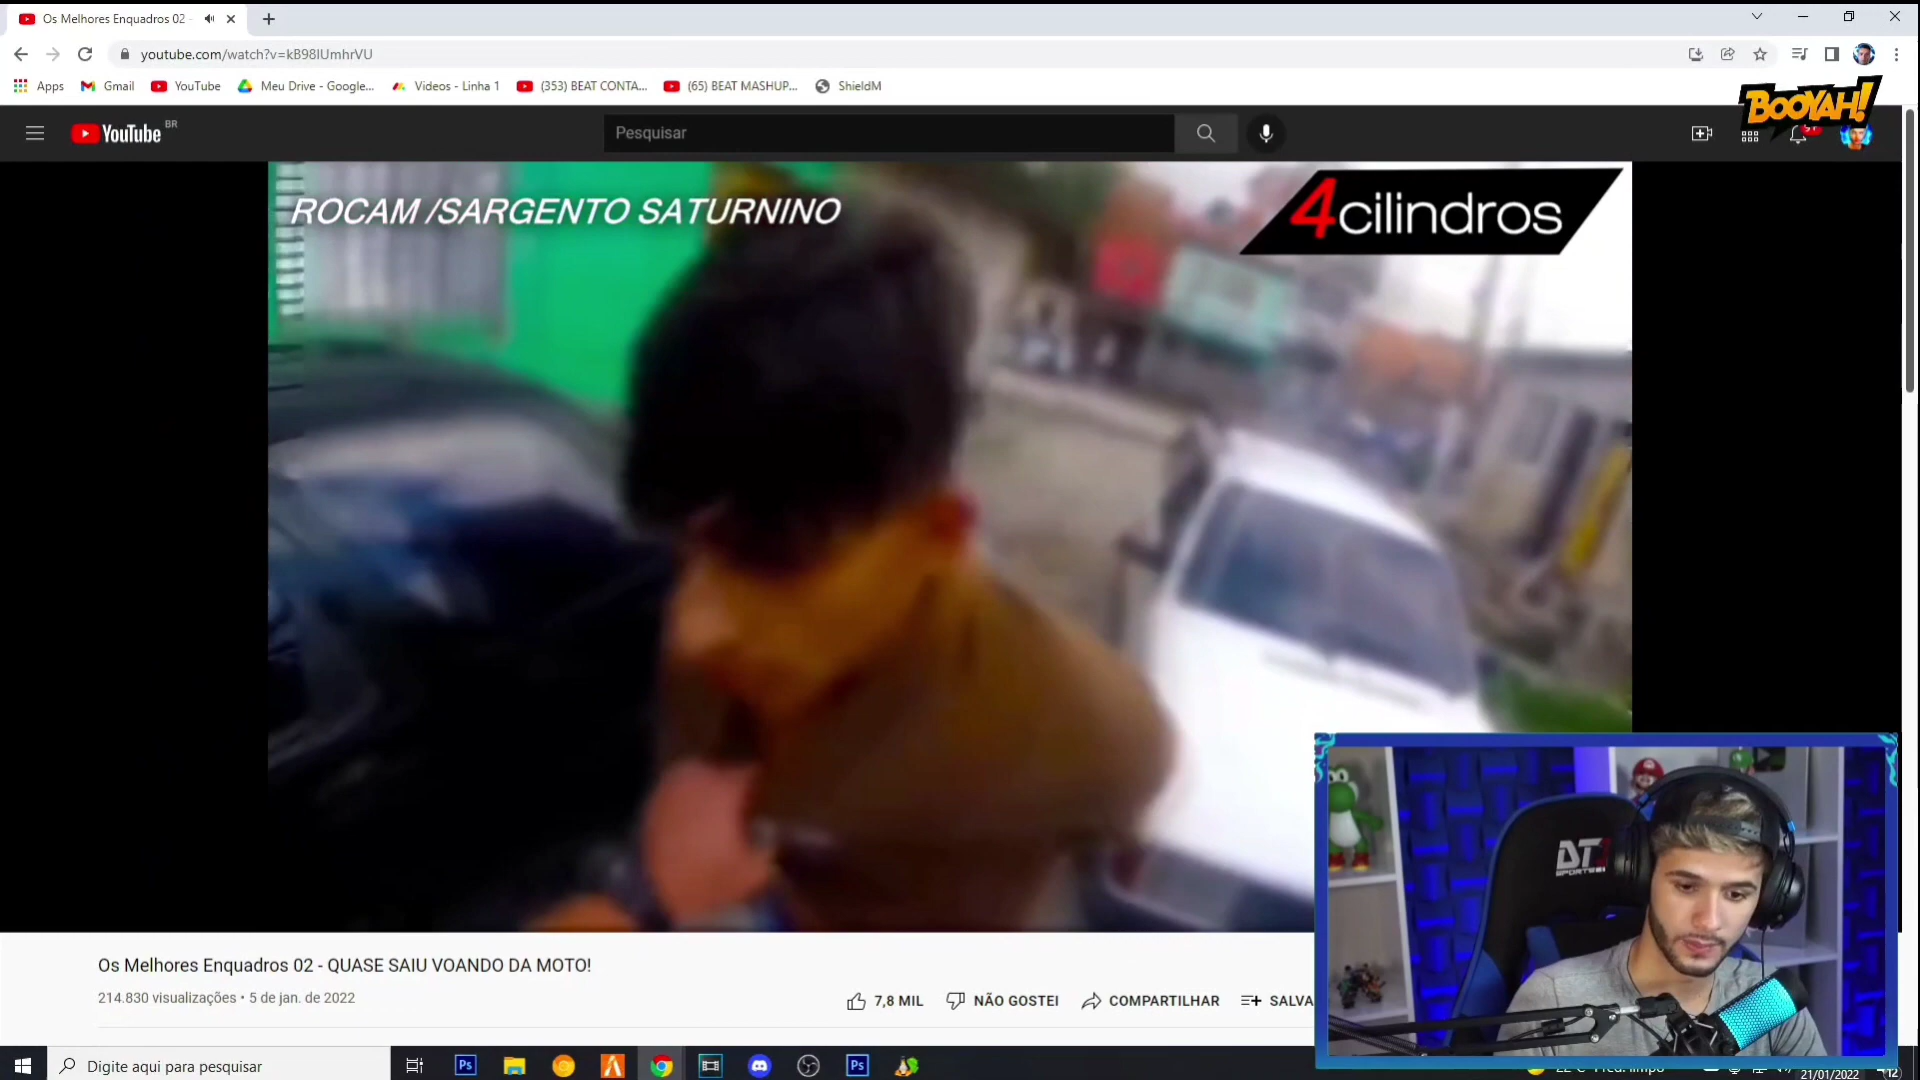 Os Melhores Enquadros 02 -
youtube.com/watch?v=kB98lUmhrVU
Apps
Gmail
YouTube
Meu Drive - Google...
Videos - Linha 1
(353) BEAT CONTA...
(65) BEAT MASHUP...
ShieldM
BOOYAH!
YouTube BR
Pesquisar
ROCAM /SARGENTO SATURNINO
4cilindros
Os Melhores Enquadros 02 - QUASE SAIU VOANDO DA MOTO!
214.830 visualizações • 5 de jan. de 2022
7,8 MIL
NÃO GOSTEI
COMPARTILHAR
SALVA
Digite aqui para pesquisar
Ps
Ps
21/01/2022